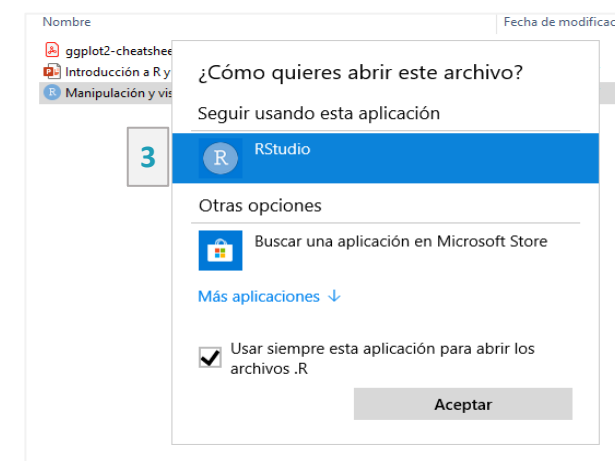 Nombre
Fecha de modificac
ggplot2-cheatshee
Introducción a R y
Manipulación y vis
¿Cómo quieres abrir este archivo?
Seguir usando esta aplicación
3
R
RStudio
Otras opciones
Buscar una aplicación en Microsoft Store
Más aplicaciones ↓
Usar siempre esta aplicación para abrir los
archivos .R
Aceptar